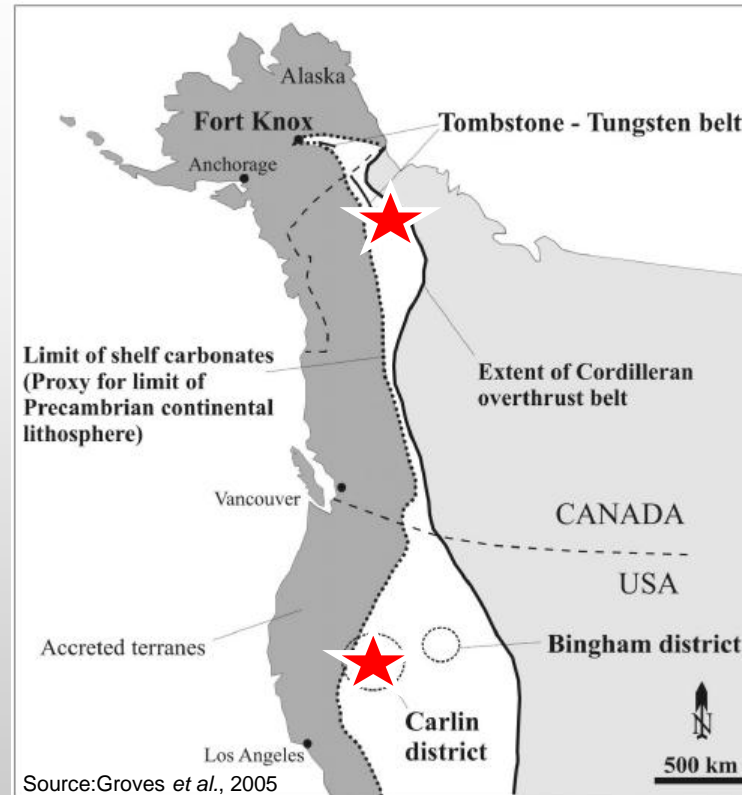 Alaska
Fort Knox
Tombstone - Tungsten belt
Anchorage
Limit of shelf carbonates
(Proxy for limit of
Precambrian continental
lithosphere)
Extent of Cordilleran
overthrust belt
Vancouver
CANADA
USA
Accreted terranes
Bingham district
Carlin
district
N
Los Angeles
500 km
Source:Groves et al., 2005